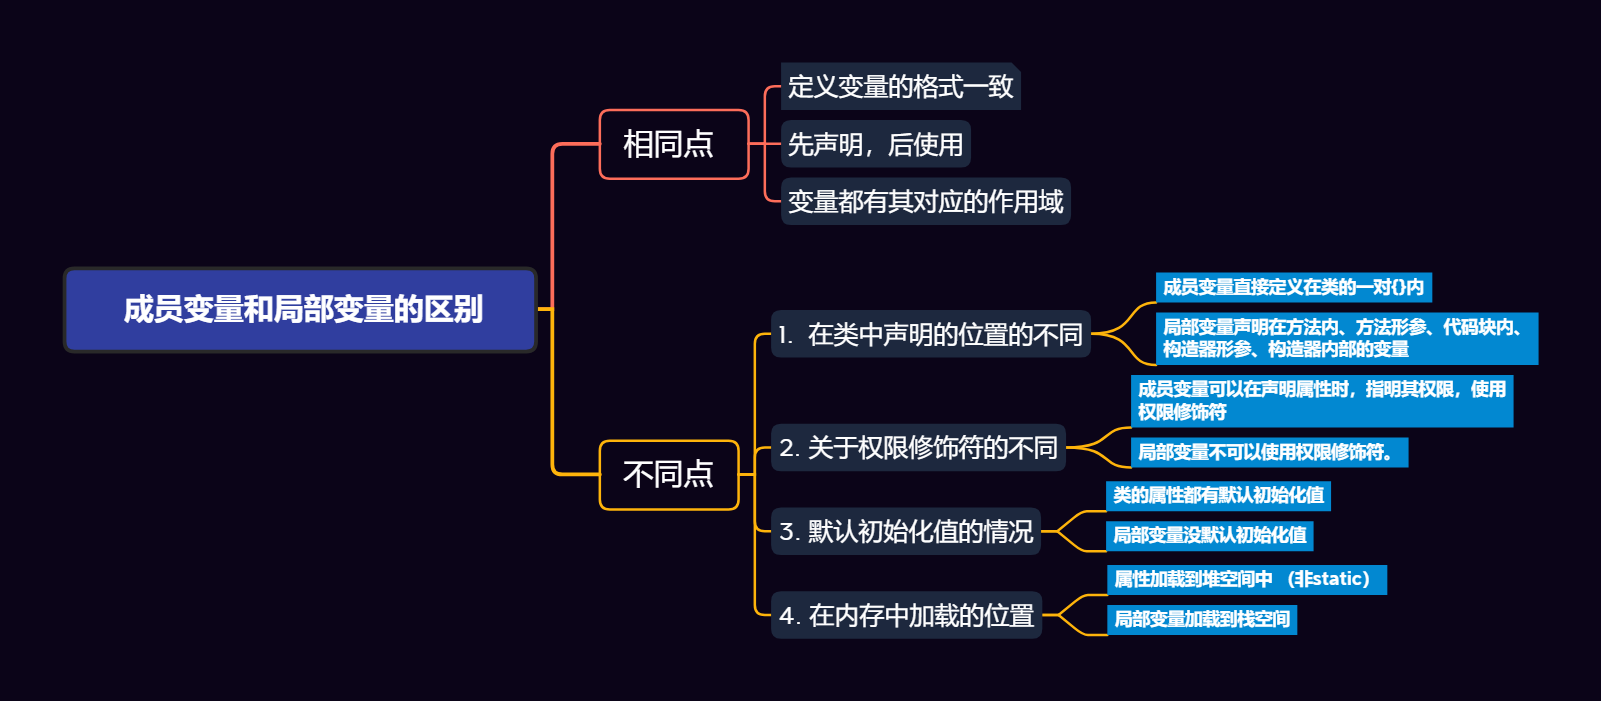 成员变量和局部变量的区别
相同点
定义变量的格式一致
先声明，后使用
变量都有其对应的作用域
不同点
1. 在类中声明的位置的不同
成员变量直接定义在类的一对{}内
局部变量声明在方法内、方法形参、代码块内、
构造器形参、构造器内部的变量
2. 关于权限修饰符的不同
成员变量可以在声明属性时，指明其权限，使用
权限修饰符
局部变量不可以使用权限修饰符。
3. 默认初始化值的情况
类的属性都有默认初始化值
局部变量没默认初始化值
4. 在内存中加载的位置
属性加载到堆空间中 （非static）
局部变量加载到栈空间